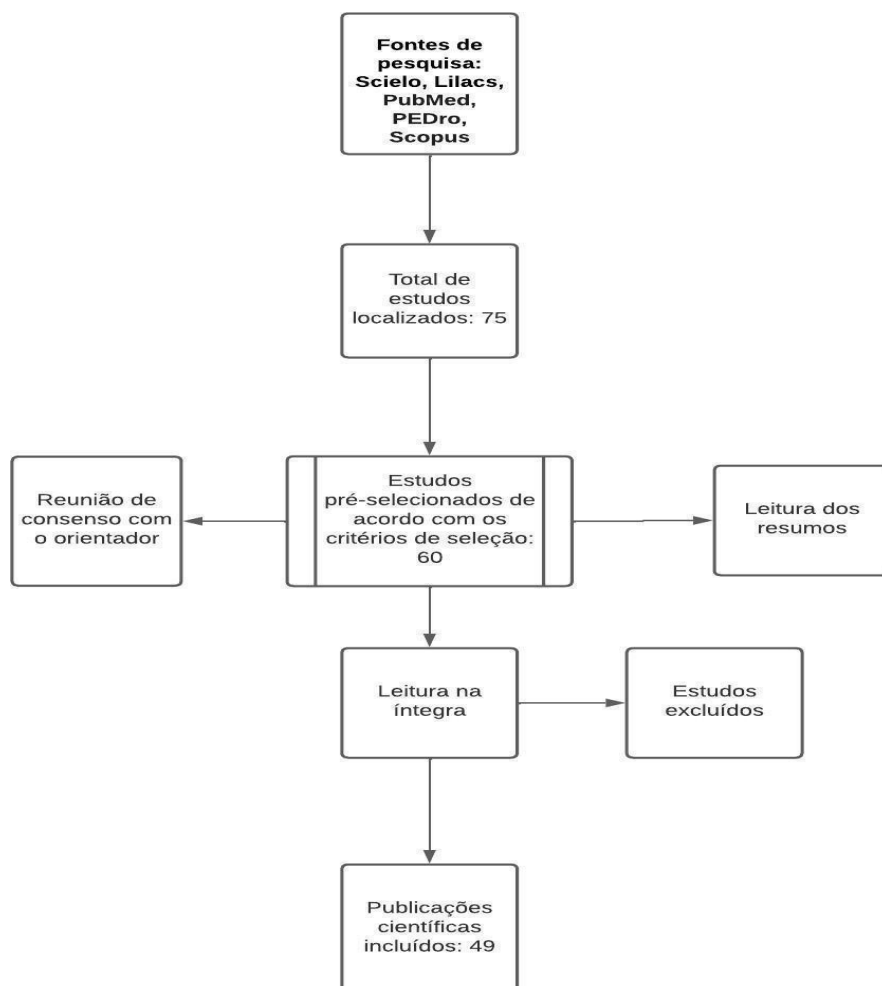 Fontes de
pesquisa:
Scielo, Lilacs,
PubMed,
PEDro,
Scopus
Total de
estudos
localizados: 75
Reunião de
consenso com
o orientador
Estudos
pré-selecionados de
acordo com os
critérios de seleção:
60
Leitura dos
resumos
Leitura na
íntegra
Estudos
excluídos
Publicações
científicas
incluídos: 49